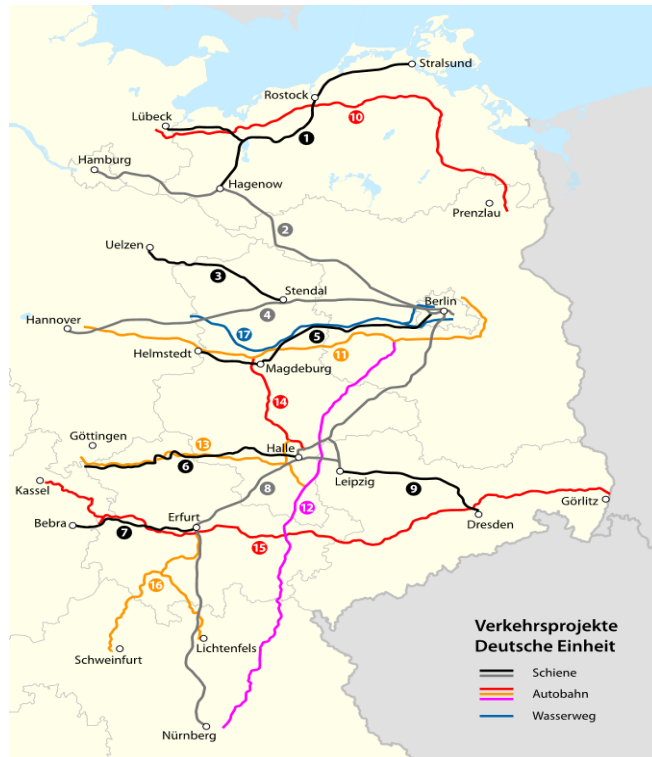 Stralsund
Rostock
Lübeck
10
1
Hamburg
Hagenow
Prenzlau
2
Uelzen
3
Stendal
4
Berlin
Hannover
17
5
11
Helmstedt
Magdeburg
14
Göttingen
13
Halle
6
Leipzig
Kassel
8
9
Görlitz
Bebra
Erfurt
12
Dresden
7
15
16
Verkehrsprojekte
Deutsche Einheit
Lichtenfels
Schweinfurt
Schiene
Autobahn
Wasserweg
Nürnberg